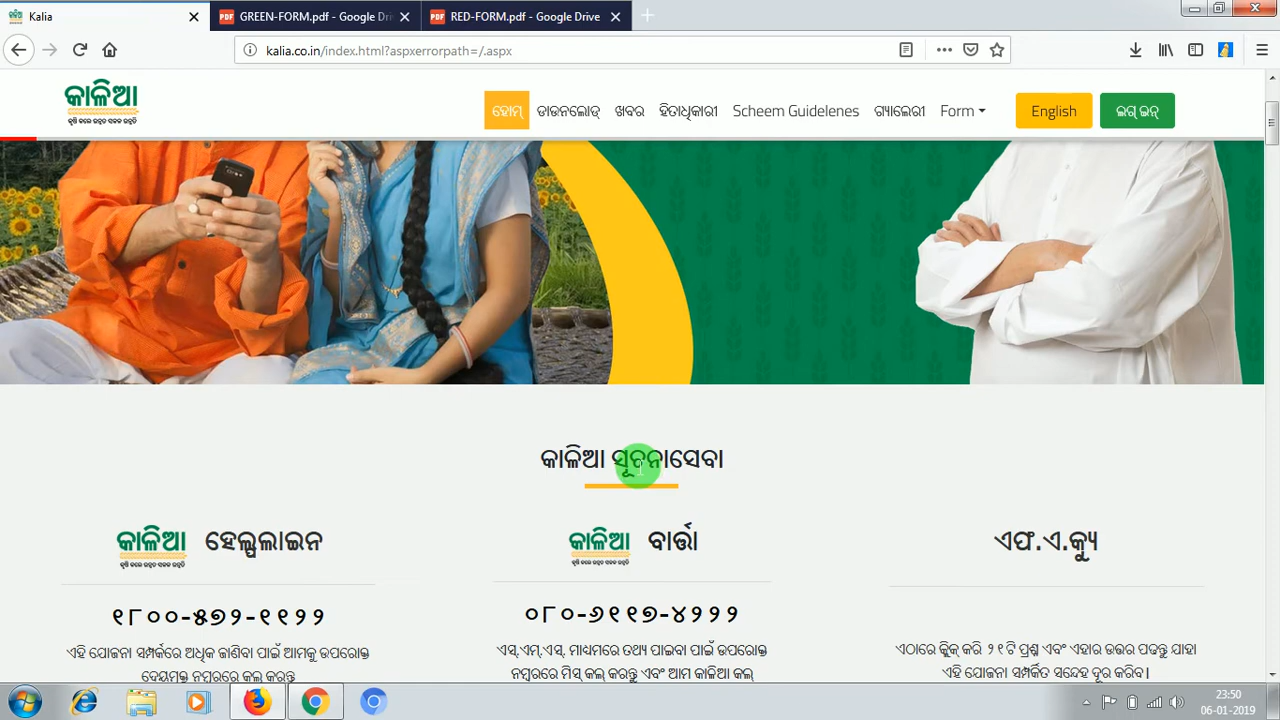 Kalia
GREEN-FORM.pdf - Google Dri
RED-FORM.pdf - Google Drive
kalia.co.in/index.html?aspxerrorpath=/.aspx
କାଳିଆ
ହୋମ୍ ଡାଉନଲୋଡ୍ ଖବର ହିତାଧିକାରୀ Scheem Guidelenes ଗ୍ୟାଲେରୀ Form English ଲଗ୍ ଇନ୍
କାଳିଆ ସୂଚନାସେବା
କାଳିଆ ହେଲ୍ପଲାଇନ
୧୮୦୦-୫୭୨-୧୧୨୨
ଏହି ଯୋଜନା ସମ୍ପର୍କରେ ଅଧିକ ଜାଣିବା ପାଇଁ ଆମକୁ ଉପରୋକ୍ତ
ଦେୟମୁକ୍ତ ନମ୍ବରରେ କଲ୍ କରନ୍ତୁ
କାଳିଆ ବାର୍ତ୍ତା
୦୮୦-୬୧୧୭-୪୨୨୨
ଏସ୍.ଏମ୍.ଏସ୍. ମାଧ୍ୟମରେ ତଥ୍ୟ ପାଇବା ପାଇଁ ଉପରୋକ୍ତ
ନମ୍ବରରେ ମିସ୍ କଲ୍ କରନ୍ତୁ ଏବଂ ଆମ କାଳିଆ କଲ୍
ଏଫ.ଏ.କ୍ୟୁ
ଏଠାରେ କ୍ଲିକ୍ କରି ୨୧ଟି ପ୍ରଶ୍ନ ଏବଂ ଏହାର ଉତ୍ତର ପଢନ୍ତୁ ଯାହା
ଏହି ଯୋଜନା ସମ୍ପର୍କିତ ସନ୍ଦେହ ଦୂର କରିବ।
23:50
06-01-2019